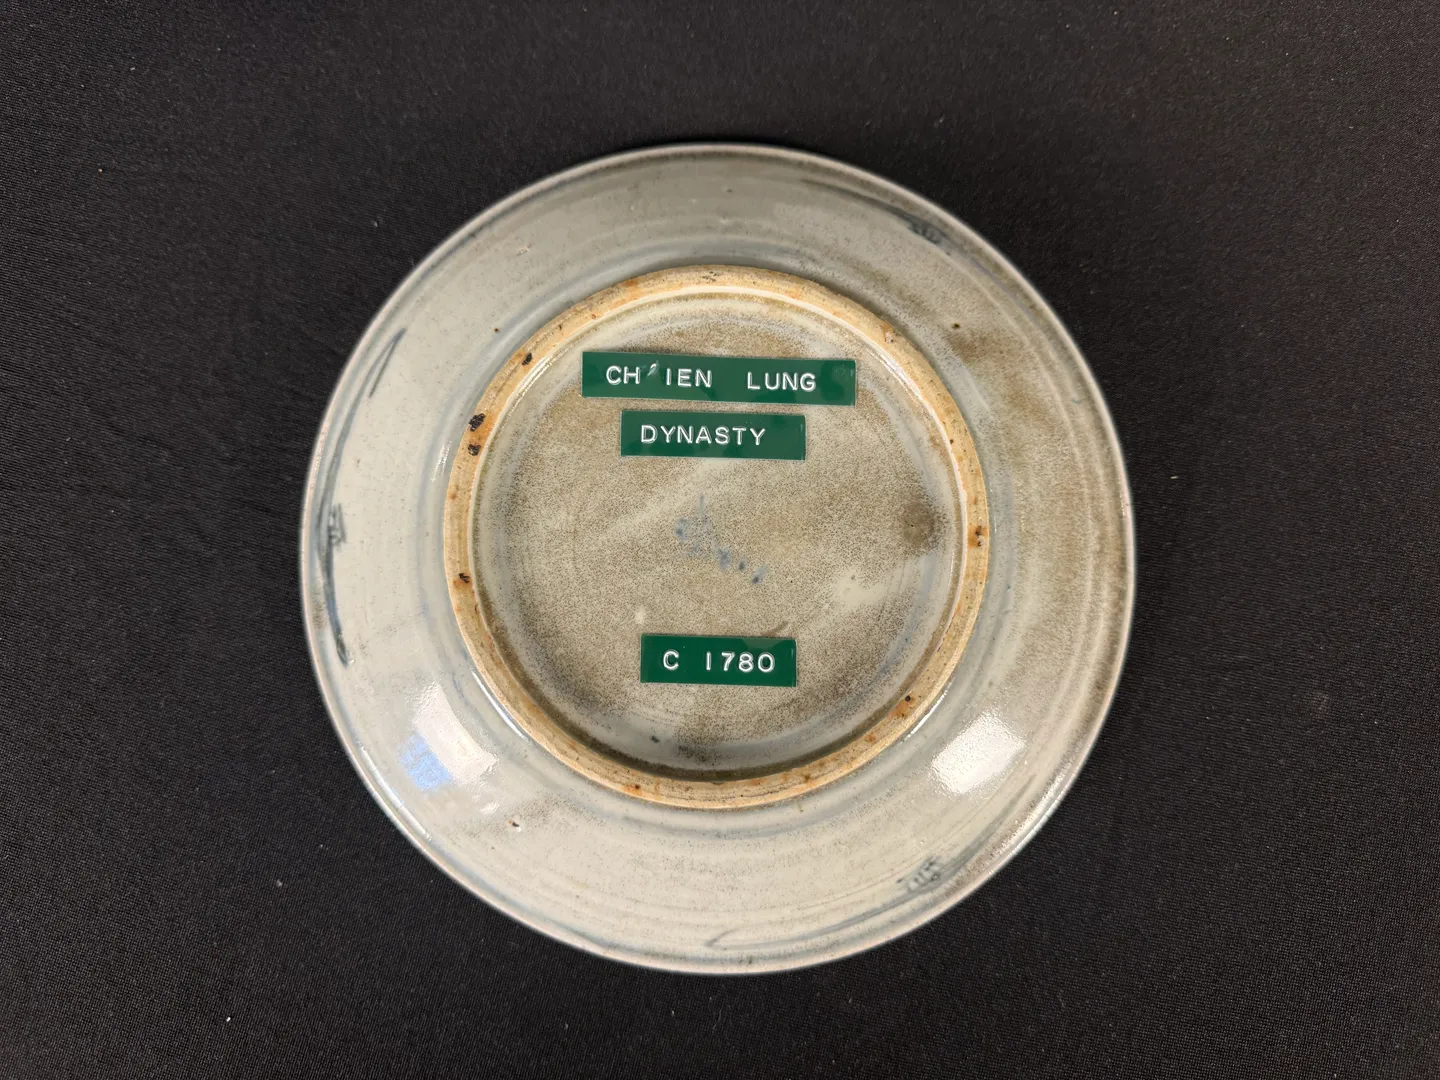 CH'IEN LUNG
DYNASTY
C 1780